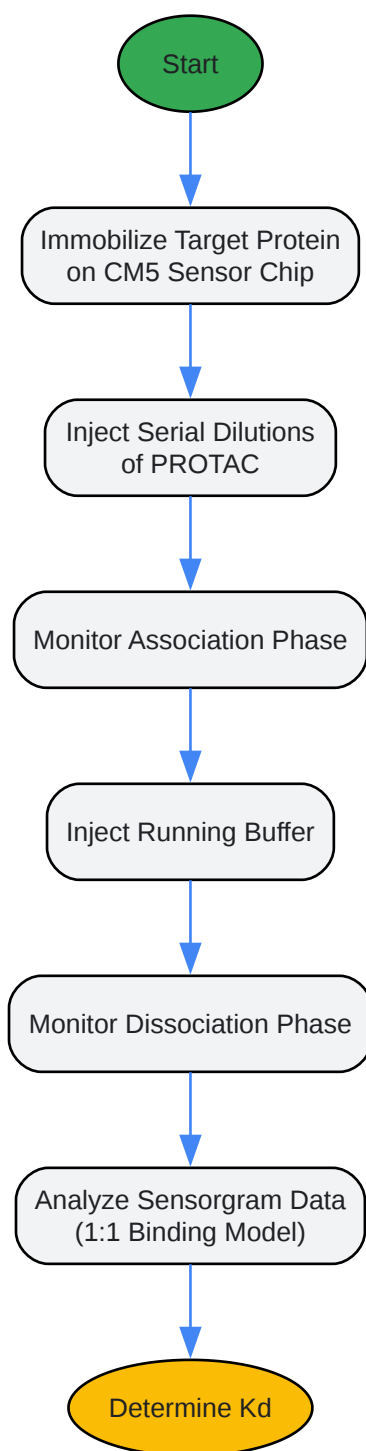 Start
Immobilize Target Protein
on CM5 Sensor Chip
Inject Serial Dilutions
of PROTAC
Monitor Association Phase
Inject Running Buffer
Monitor Dissociation Phase
Analyze Sensorgram Data
(1:1 Binding Model)
Determine Kd